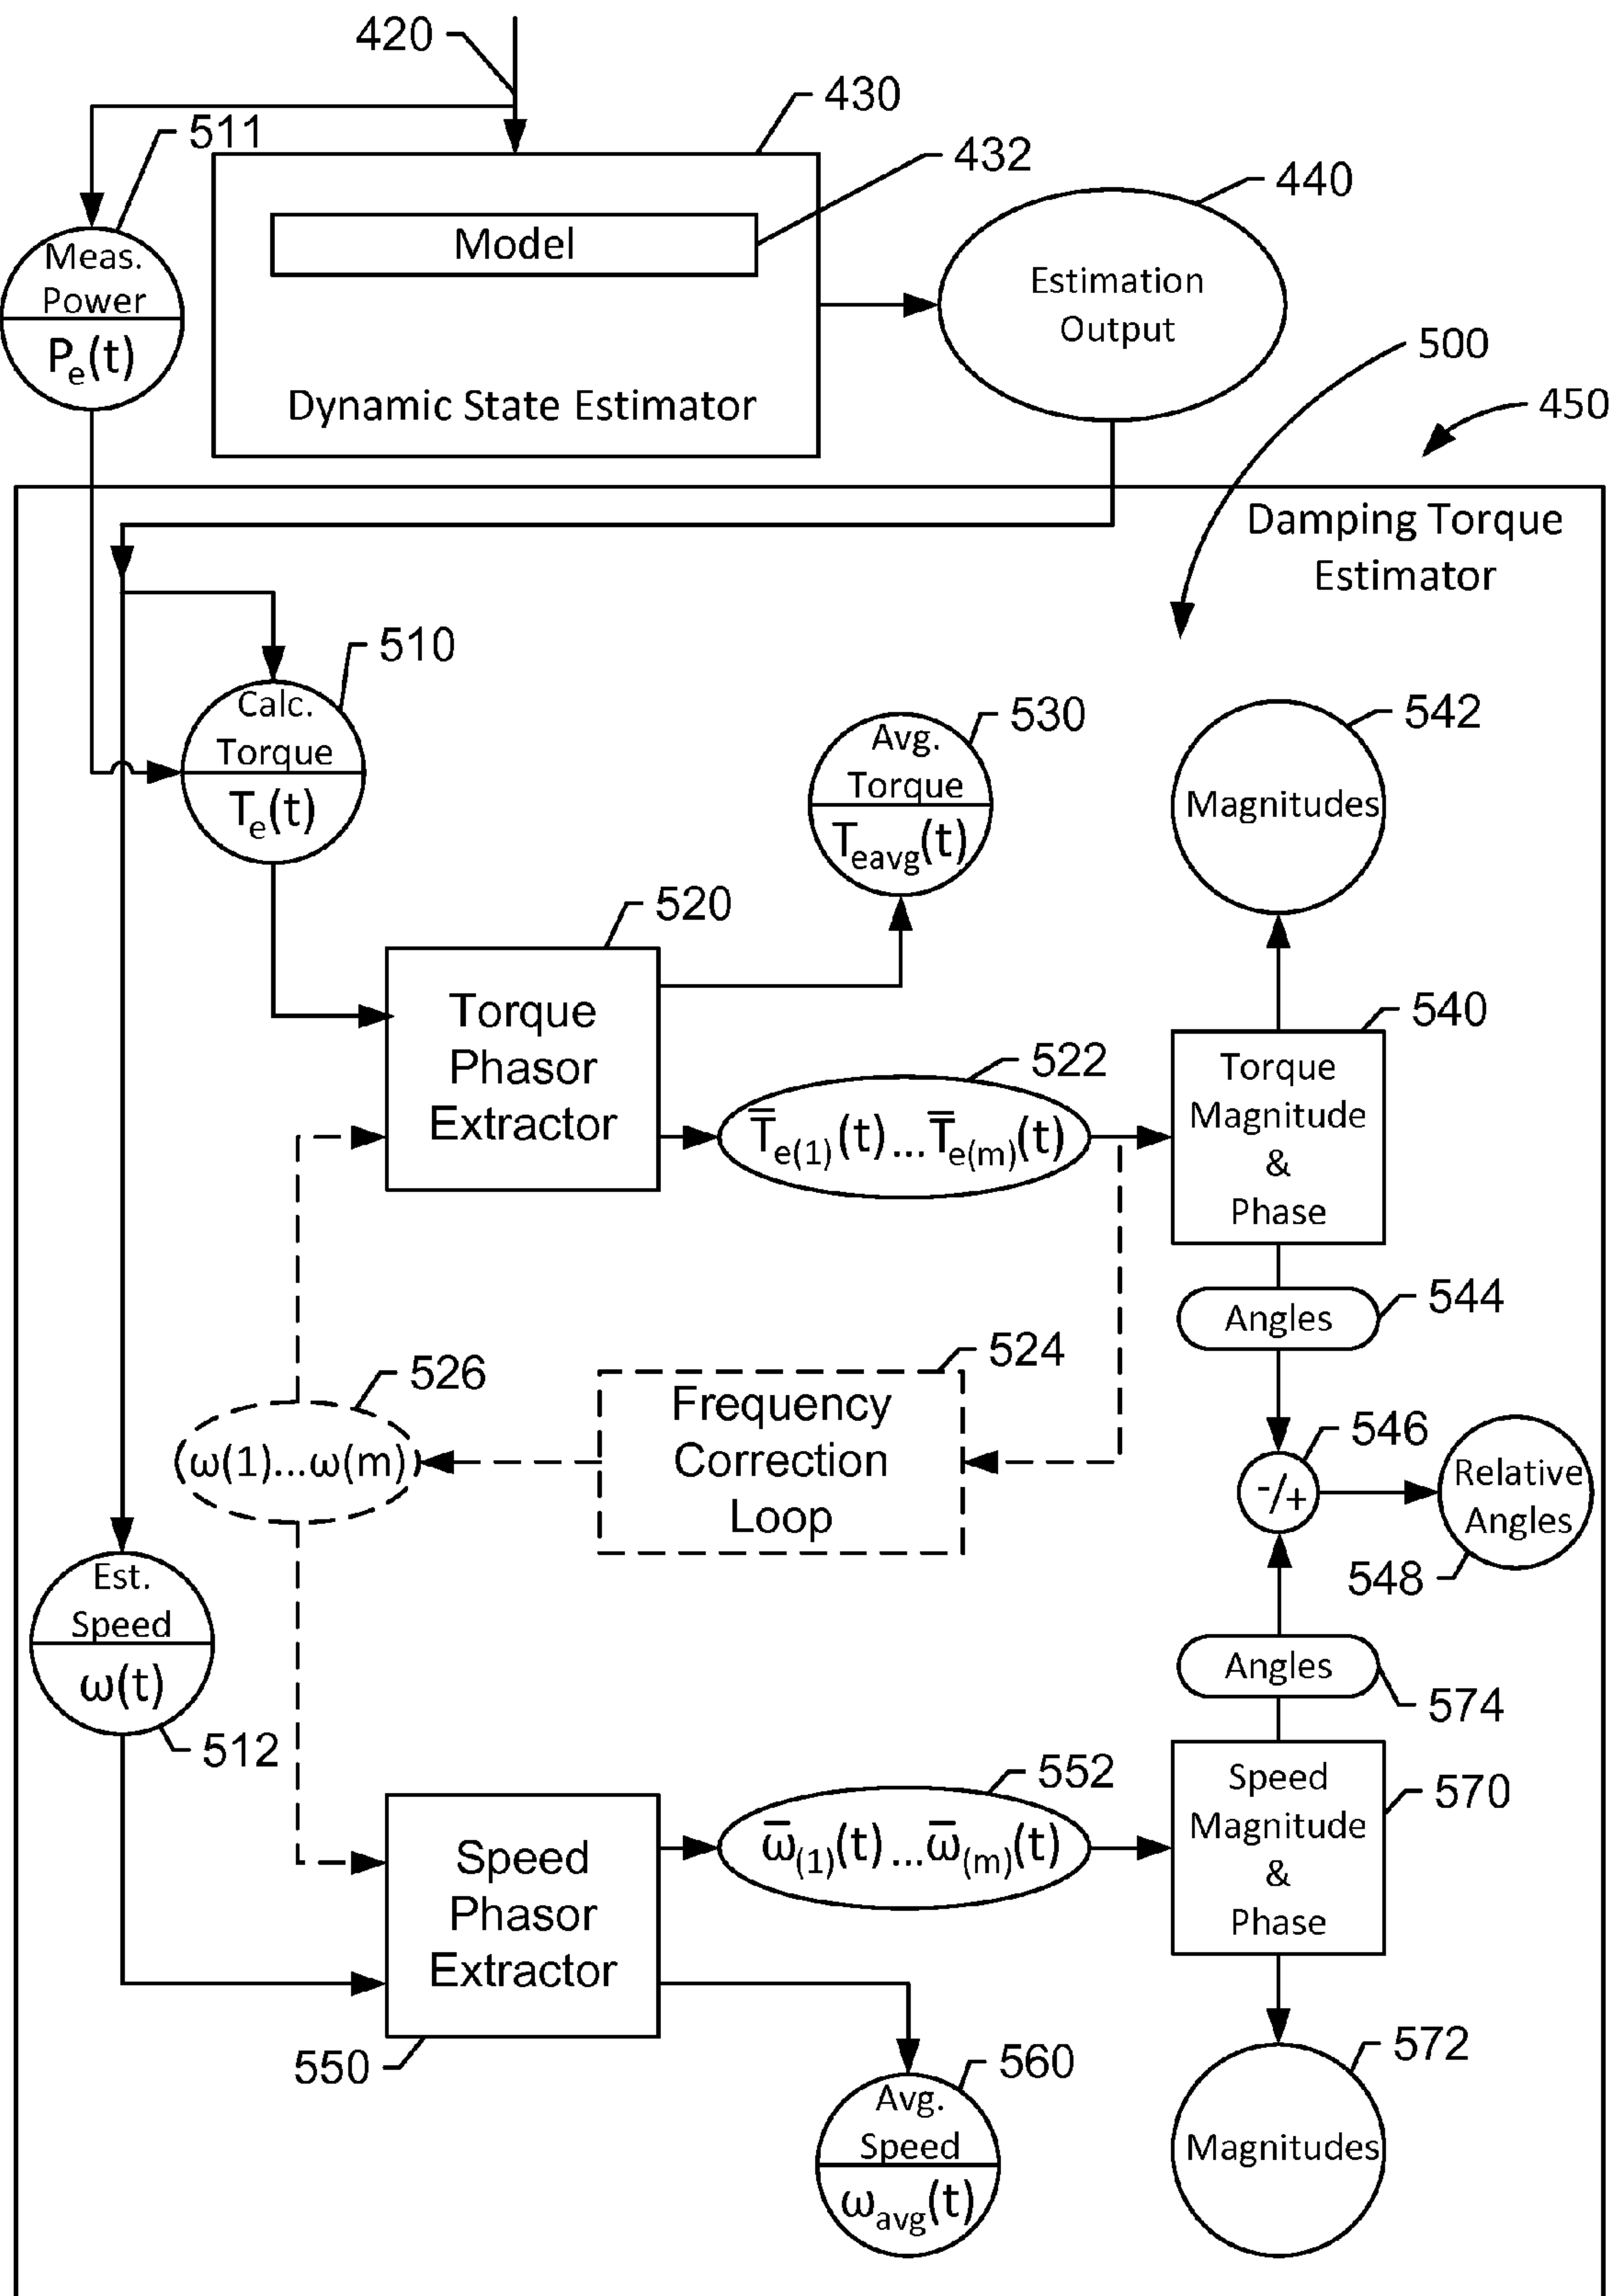 420
430
511
432
440
Meas.
Power
Pe(t)
Model
Estimation
Output
Dynamic State Estimator
500
450
Damping Torque
Estimator
510
Calc.
Torque
Te(t)
530
Avg.
Torque
Teavg(t)
542
Magnitudes
520
Torque
Phasor
Extractor
522
T̅e(1)(t)...T̅e(m)(t)
540
Torque
Magnitude
&
Phase
544
Angles
526
ω(1)...ω(m)
524
Frequency
Correction
Loop
546
-/+
Relative
Angles
548
Est.
Speed
ω(t)
512
Angles
574
552
ω̅(1)(t)...ω̅(m)(t)
Speed
Magnitude
&
Phase
570
Speed
Phasor
Extractor
550
560
Avg.
Speed
ωavg(t)
572
Magnitudes